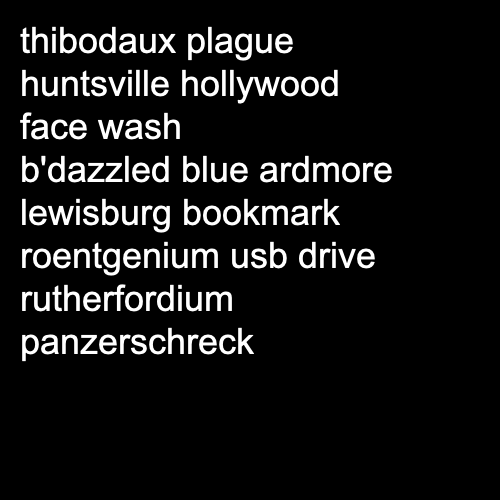 thibodaux plague
huntsville hollywood
face wash
b'dazzled blue ardmore
lewisburg bookmark
roentgenium usb drive
rutherfordium
panzerschreck